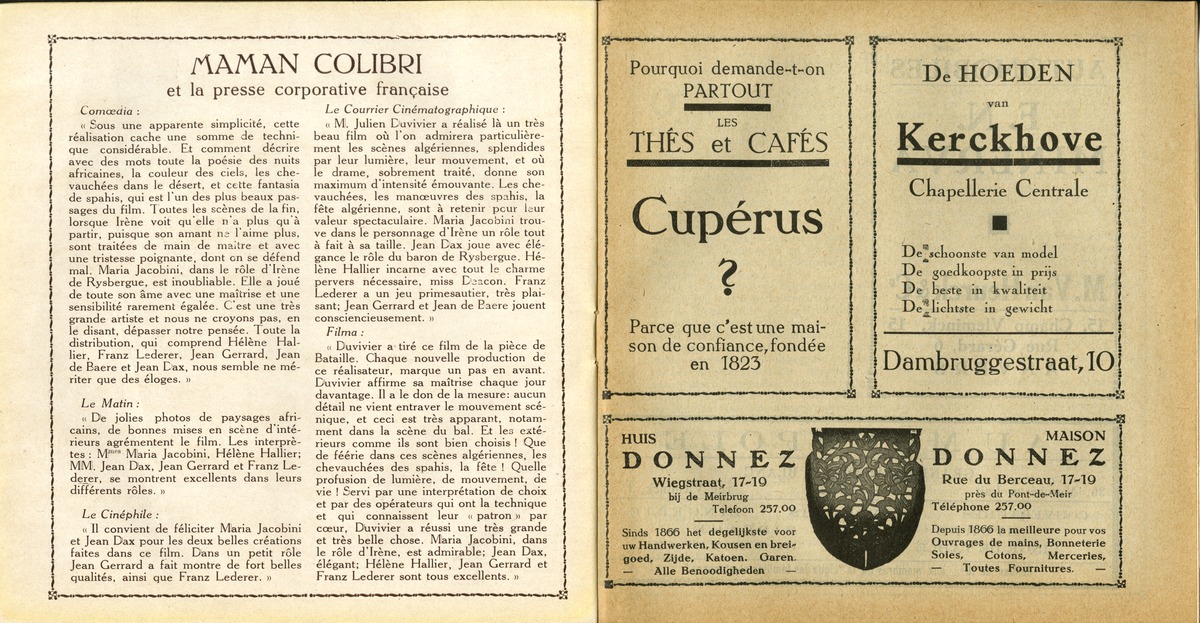 MAMAN COLIBRI
et la presse corporative française
Comœdia :
« Sous une apparente simplicité, cette
réalisation cache une somme de techni-
que considérable. Et comment décrire
avec des mots toute la poésie des nuits
africaines, la couleur des ciels, les che-
vauchées dans le désert, et cette fantasia
de spahis, qui est l'un des plus beaux pas-
sages du film. Toutes les scènes de la fin,
lorsque Irène voit qu'elle n'a plus qu'à
partir, puisque son amant ne l'aime plus,
sont traitées de main de maître et avec
une tristesse poignante, dont on se défend
mal. Maria Jacobini, dans le rôle d'Irène
de Rysbergue, est inoubliable. Elle a joué
de toute son âme avec une maîtrise et une
sensibilité rarement égalée. C'est une très
grande artiste et nous ne croyons pas, en
le disant, dépasser notre pensée. Toute la
distribution, qui comprend Hélène Hal-
lier, Franz Lederer, Jean Gerrard, Jean
de Baere et Jean Dax, nous semble ne mé-
riter que des éloges. »
Le Matin :
« De jolies photos de paysages afri-
cains, de bonnes mises en scène d'inté-
rieurs agrémentent le film. Les interprè-
tes : Mmes Maria Jacobini, Hélène Hallier;
MM. Jean Dax, Jean Gerrard et Franz Le-
derer, se montrent excellents dans leurs
différents rôles. »
Le Cinéphile :
« Il convient de féliciter Maria Jacobini
et Jean Dax pour les deux belles créations
faites dans ce film. Dans un petit rôle
Jean Gerrard a fait montre de fort belles
qualités, ainsi que Franz Lederer. »
Le Courrier Cinématographique :
« M. Julien Duvivier a réalisé là un très
beau film où l'on admirera particulière-
ment les scènes algériennes, splendides
par leur lumière, leur mouvement, et où
le drame, sobrement traité, donne son
maximum d'intensité émouvante. Les che-
vauchées, les manœuvres des spahis, la
fête algérienne, sont à retenir pour leur
valeur spectaculaire. Maria Jacobini trou-
ve dans le personnage d'Irène un rôle tout
à fait à sa taille. Jean Dax joue avec élé-
gance le rôle du baron de Rysbergue. Hé-
lène Hallier incarne avec tout le charme
pervers nécessaire, miss Deacon. Franz
Lederer a un jeu primesautier, très plai-
sant; Jean Gerrard et Jean de Baere jouent
consciencieusement. »
Filma :
« Duvivier a tiré ce film de la pièce de
Bataille. Chaque nouvelle production de
ce réalisateur, marque un pas en avant.
Duvivier affirme sa maîtrise chaque jour
davantage. Il a le don de la mesure: aucun
détail ne vient entraver le mouvement scé-
nique, et ceci est très apparent, notam-
ment dans la scène du bal. Et les exté-
rieurs comme ils sont bien choisis ! Que
de féérie dans ces scènes algériennes, les
chevauchées des spahis, la fête ! Quelle
profusion de lumière, de mouvement, de
vie ! Servi par une interprétation de choix
et par des opérateurs qui ont la technique
et qui connaissent leur « patron » par
cœur, Duvivier a réussi une très grande
et très belle chose. Maria Jacobini, dans
le rôle d'Irène, est admirable; Jean Dax,
élégant; Hélène Hallier, Jean Gerrard et
Franz Lederer sont tous excellents. »
Pourquoi demande-t-on
PARTOUT
LES
THÉS et CAFÉS
Cupérus
?
Parce que c'est une mai-
son de confiance, fondée
en 1823
De HOEDEN
van
Kerckhove
Chapellerie Centrale
De schoonste van model
De goedkoopste in prijs
De beste in kwaliteit
De lichtste in gewicht
Dambruggestraat, 10
HUIS
DONNEZ
Wiegstraat, 17-19
bij de Meirbrug
Telefoon 257.00
Sinds 1866 het degelijkste voor
uw Handwerken, Kousen en brei-
goed, Zijde, Katoen. Garen.
— Alle Benoodigheden —
MAISON
DONNEZ
Rue du Berceau, 17-19
près du Pont-de-Meir
Téléphone 257.00
Depuis 1866 la meilleure pour vos
Ouvrages de mains, Bonneterie
Soies, Cotons, Merceries,
— Toutes Fournitures. —